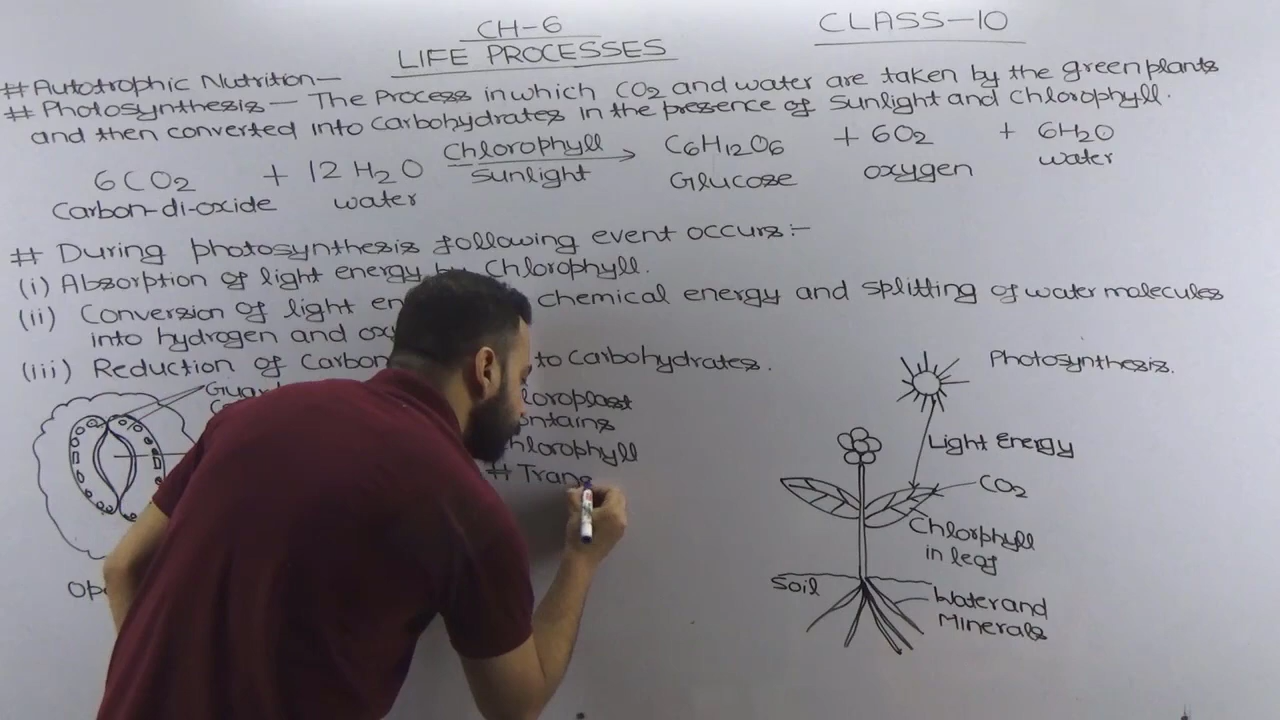 CH-6
CLASS-10
LIFE PROCESSES
# Autotrophic Nutrition-
# Photosynthesis - The Process in which CO2 and water are taken by the green plants
and then converted into Carbohydrates in the presence of Sunlight and Chlorophyll.
6CO2 + 12 H2O Chlorophyll C6H12O6 + 6O2 + 6H2O
Carbon-di-oxide water Sunlight Glucose oxygen water
# During photosynthesis following event occurs:-
(i) Absorption of light energy by Chlorophyll.
(ii) Conversion of light chemical energy and splitting of water molecules
into hydrogen and
(iii) Reduction of Carbon to Carbohydrates.
Photosynthesis.
Light Energy
CO2
Chlorphyll
in leaf
Soil
Water and
Minerals
contains
# Trans